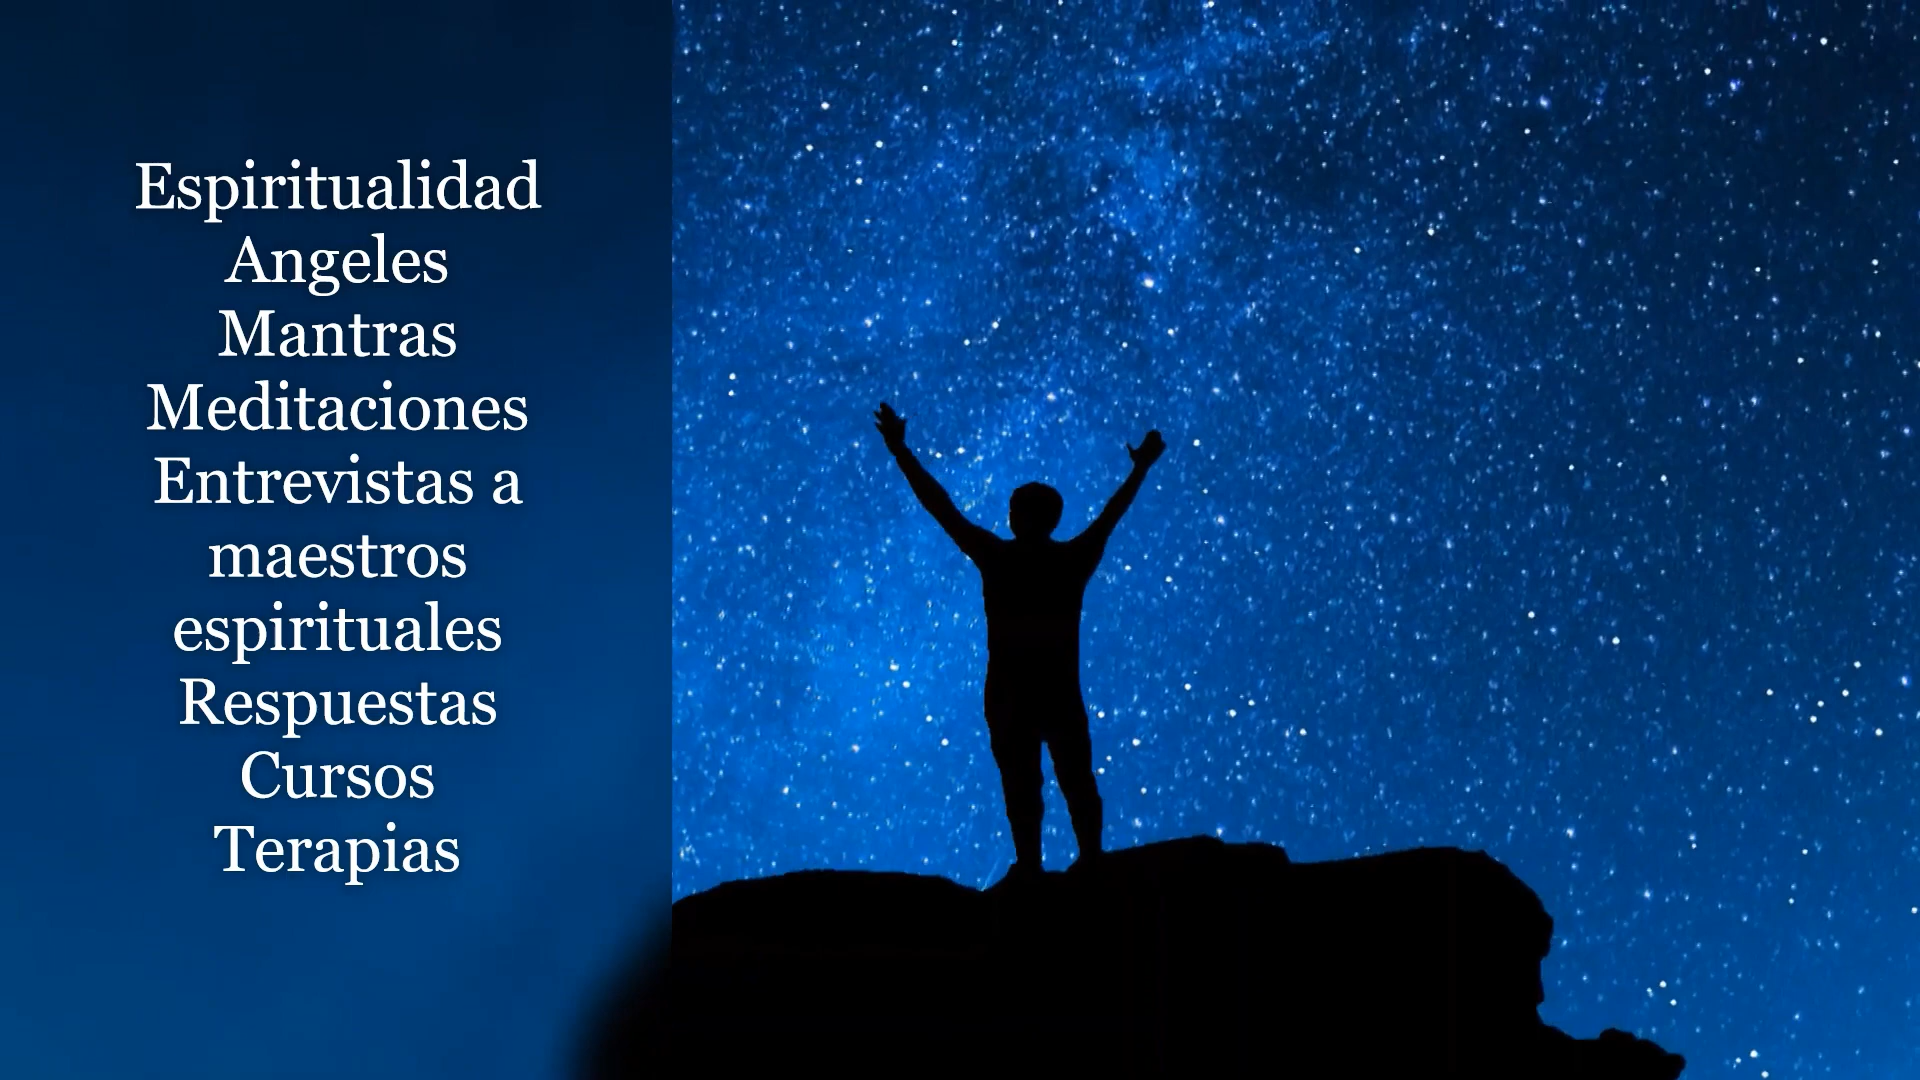 Espiritualidad
Angeles
Mantras
Meditaciones
Entrevistas a
maestros
espirituales
Respuestas
Cursos
Terapias